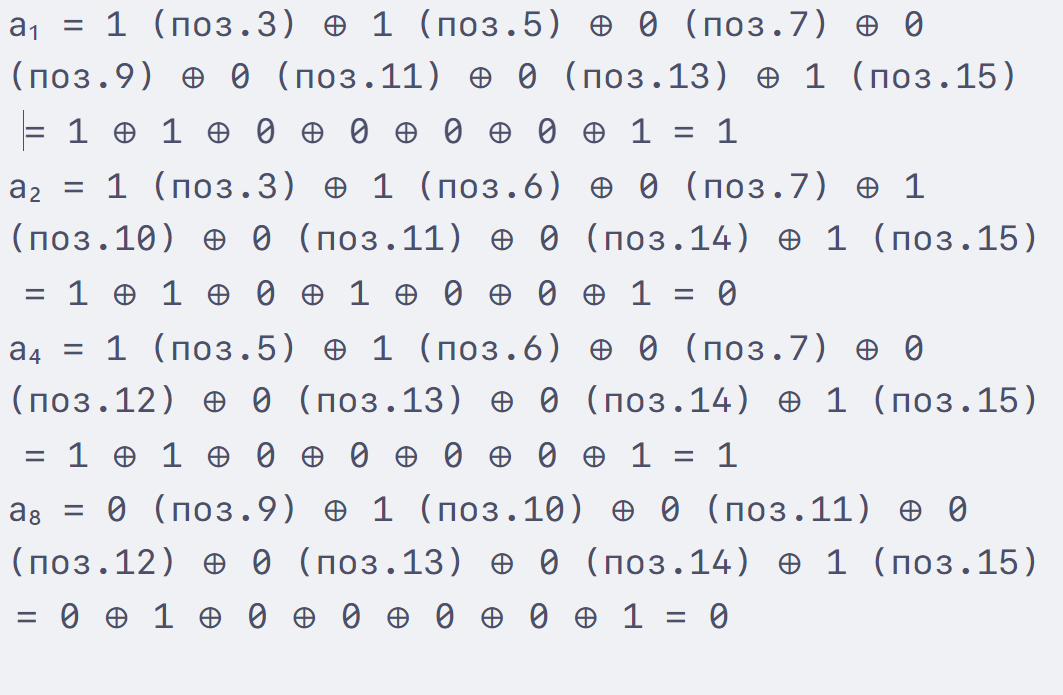 a₁ = 1 (поз.3) ⊕ 1 (поз.5) ⊕ 0 (поз.7) ⊕ 0
(поз.9) ⊕ 0 (поз.11) ⊕ 0 (поз.13) ⊕ 1 (поз.15)
= 1 ⊕ 1 ⊕ 0 ⊕ 0 ⊕ 0 ⊕ 0 ⊕ 1 = 1
a₂ = 1 (поз.3) ⊕ 1 (поз.6) ⊕ 0 (поз.7) ⊕ 1
(поз.10) ⊕ 0 (поз.11) ⊕ 0 (поз.14) ⊕ 1 (поз.15)
= 1 ⊕ 1 ⊕ 0 ⊕ 1 ⊕ 0 ⊕ 0 ⊕ 1 = 0
a₄ = 1 (поз.5) ⊕ 1 (поз.6) ⊕ 0 (поз.7) ⊕ 0
(поз.12) ⊕ 0 (поз.13) ⊕ 0 (поз.14) ⊕ 1 (поз.15)
= 1 ⊕ 1 ⊕ 0 ⊕ 0 ⊕ 0 ⊕ 0 ⊕ 1 = 1
a₈ = 0 (поз.9) ⊕ 1 (поз.10) ⊕ 0 (поз.11) ⊕ 0
(поз.12) ⊕ 0 (поз.13) ⊕ 0 (поз.14) ⊕ 1 (поз.15)
= 0 ⊕ 1 ⊕ 0 ⊕ 0 ⊕ 0 ⊕ 0 ⊕ 1 = 0